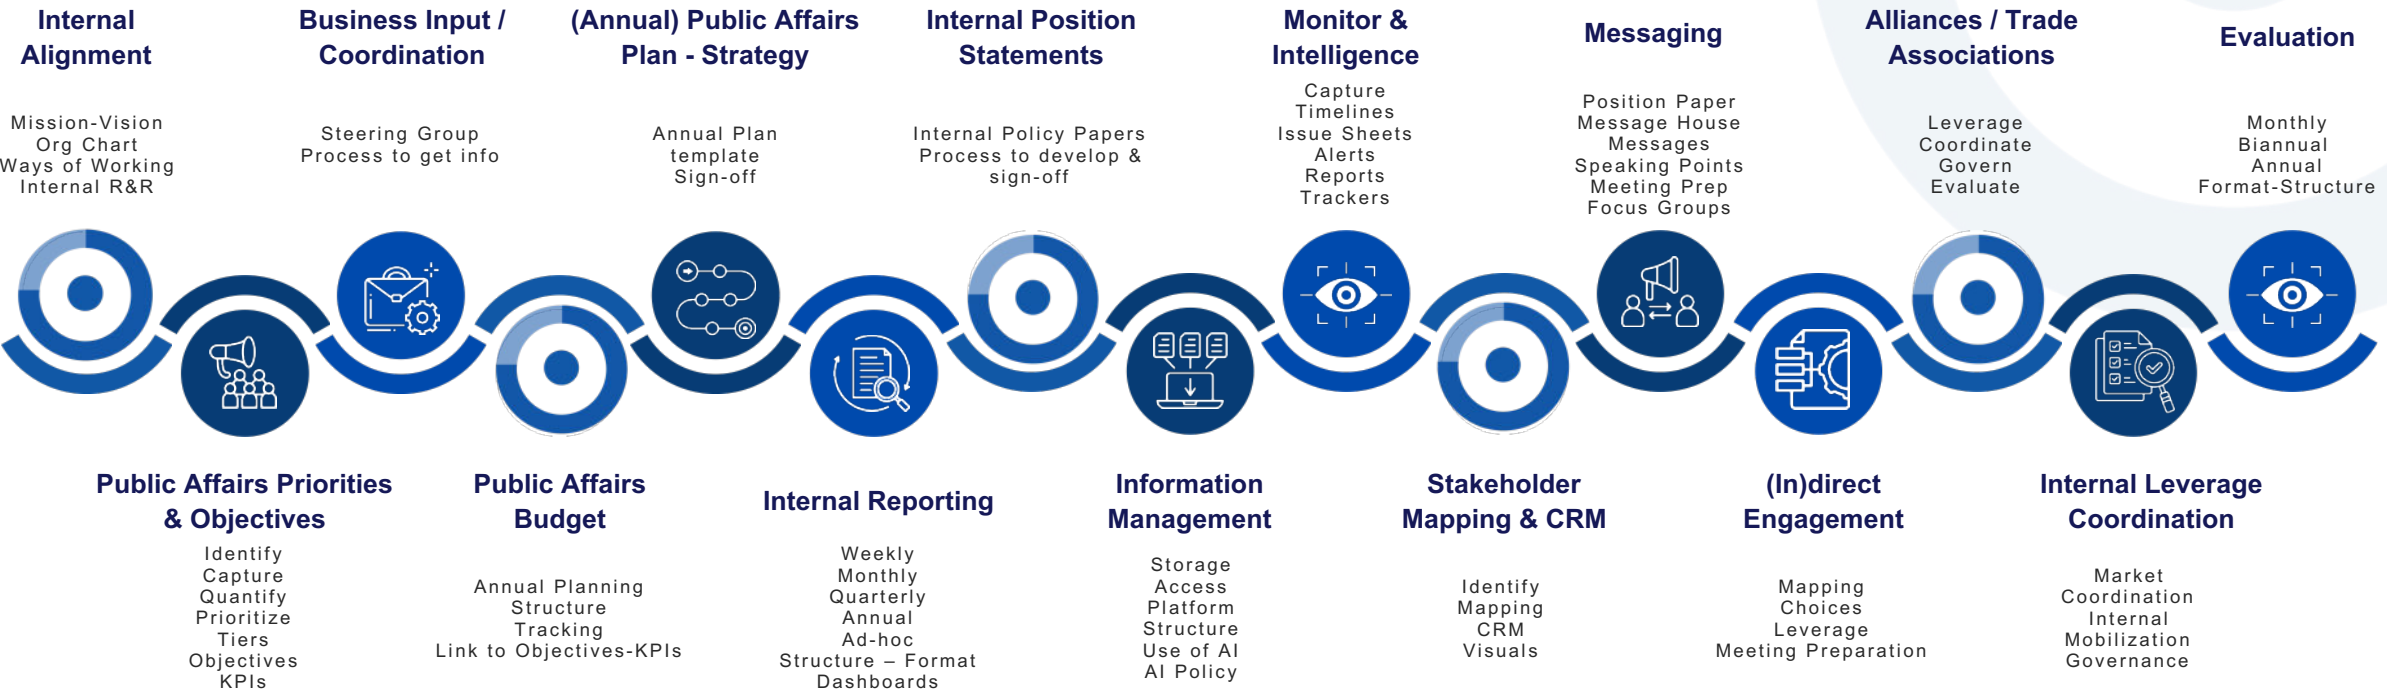 Internal
Alignment
Mission-Vision
Org Chart
Ways of Working
Internal R&R
Business Input /
Coordination
Steering Group
Process to get info
(Annual) Public Affairs
Plan - Strategy
Annual Plan
template
Sign-off
Internal Position
Statements
Internal Policy Papers
Process to develop &
sign-off
Monitor &
Intelligence
Capture
Timelines
Issue Sheets
Alerts
Reports
Trackers
Messaging
Position Paper
Message House
Messages
Speaking Points
Meeting Prep
Focus Groups
Alliances / Trade
Associations
Leverage
Coordinate
Govern
Evaluate
Evaluation
Monthly
Biannual
Annual
Format-Structure
Public Affairs Priorities
& Objectives
Identify
Capture
Quantify
Prioritize
Tiers
Objectives
KPIs
Public Affairs
Budget
Annual Planning
Structure
Tracking
Link to Objectives-KPIs
Internal Reporting
Weekly
Monthly
Quarterly
Annual
Ad-hoc
Structure – Format
Dashboards
Information
Management
Storage
Access
Platform
Structure
Use of AI
AI Policy
Stakeholder
Mapping & CRM
Identify
Mapping
CRM
Visuals
(In)direct
Engagement
Mapping
Choices
Leverage
Meeting Preparation
Internal Leverage
Coordination
Market
Coordination
Internal
Mobilization
Governance